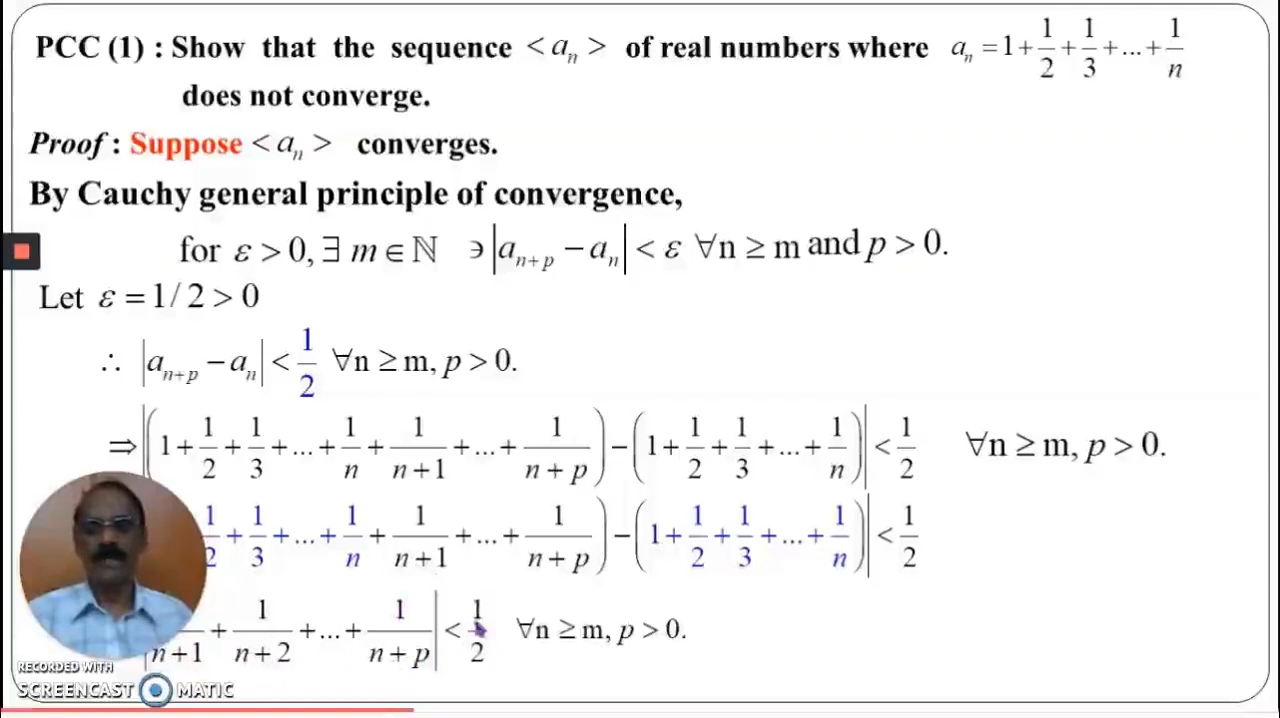 PCC (1) : Show that the sequence < aₙ > of real numbers where aₙ = 1 + 1/2 + 1/3 + ... + 1/n
does not converge.
Proof : Suppose < aₙ > converges.
By Cauchy general principle of convergence,
for ε > 0, ∃ m ∈ ℕ ∍ |aₙ₊ₚ − aₙ| < ε ∀n ≥ m and p > 0.
Let ε = 1/2 > 0
∴ |aₙ₊ₚ − aₙ| < 1/2 ∀n ≥ m, p > 0.
⇒ |(1 + 1/2 + 1/3 + ... + 1/n + 1/(n+1) + ... + 1/(n+p)) − (1 + 1/2 + 1/3 + ... + 1/n)| < 1/2 ∀n ≥ m, p > 0.
1/2 + 1/3 + ... + 1/n + 1/(n+1) + ... + 1/(n+p)) − (1 + 1/2 + 1/3 + ... + 1/n)| < 1/2
n+1 + 1/(n+2) + ... + 1/(n+p)| < 1/2 ∀n ≥ m, p > 0.
RECORDED WITH
SCREENCAST MATIC